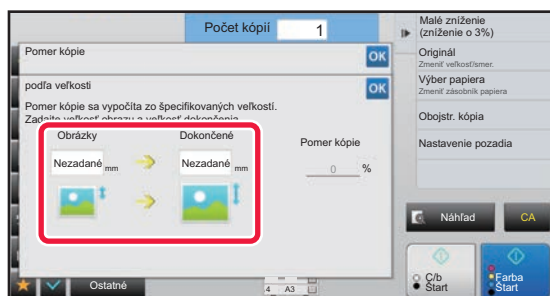 Počet kópií
1
Pomer kópie
OK
podľa veľkosti
OK
Pomer kópie sa vypočíta zo špecifikovaných veľkostí.
Zadajte veľkosť obrazu a veľkosť dokončenia.
Obrázky
Dokončené
Pomer kópie
Nezadané mm
Nezadané mm
0 %
Malé zníženie
(zníženie o 3%)
Originál
Zmeniť veľkosť/smer.
Výber papiera
Zmeniť zásobník papiera
Obojstr. kópia
Nastavenie pozadia
Náhľad
CA
Č/b
Štart
Farba
Štart
Ostatné
4 A3